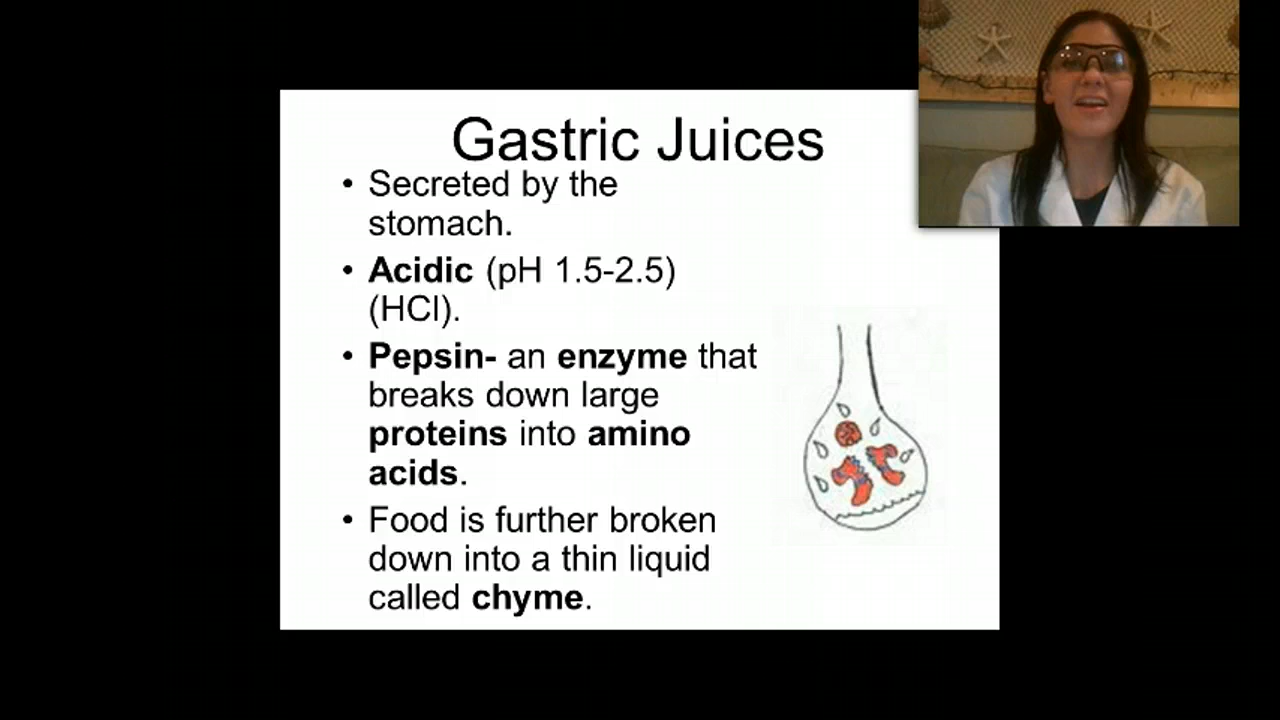 Gastric Juices
• Secreted by the
stomach.
• Acidic (pH 1.5-2.5)
(HCl).
• Pepsin- an enzyme that
breaks down large
proteins into amino
acids.
• Food is further broken
down into a thin liquid
called chyme.